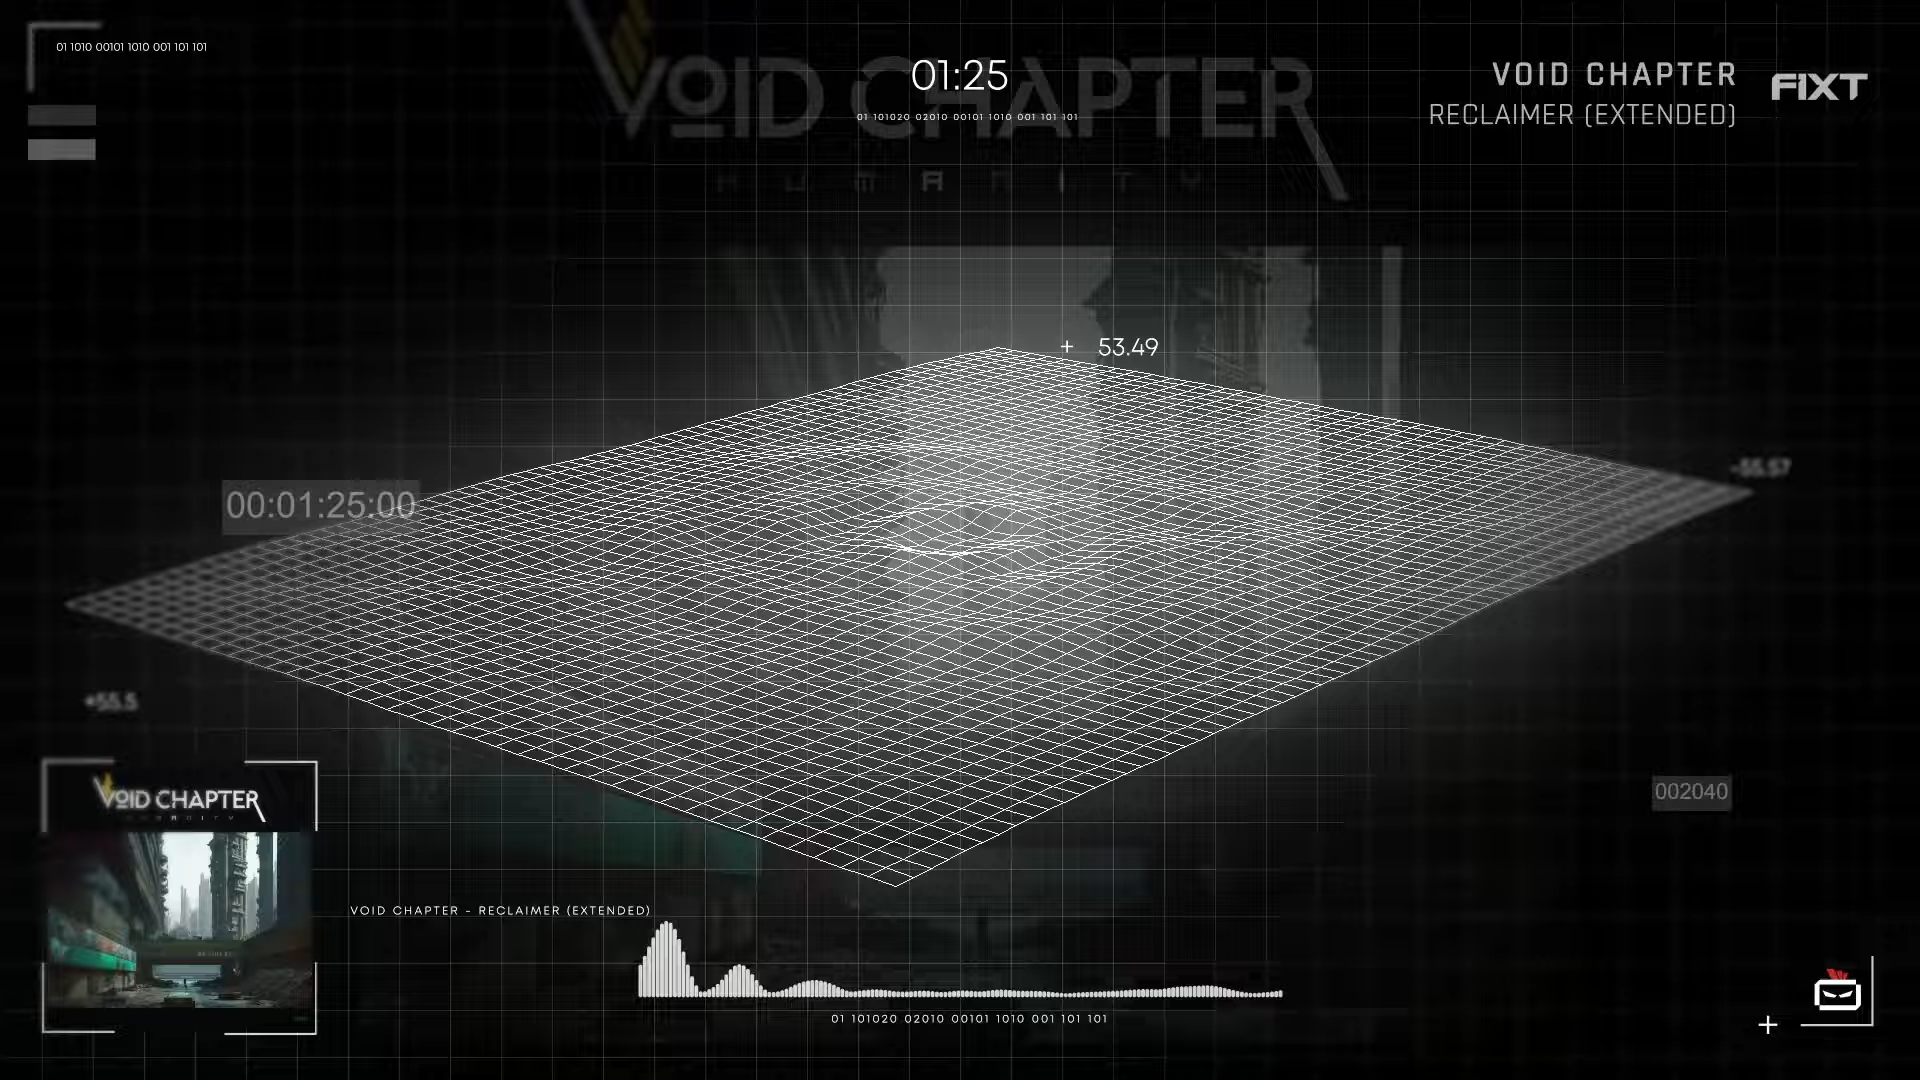 01 1010 00101 1010 001 101 101
VOID CHAPTER
HUMANITY
01:25
01 101020 02010 00101 1010 001 101 101
VOID CHAPTER
RECLAIMER (EXTENDED)
FIXT
+ 53.49
-55.57
00:01:25:00
+55.5
002040
VOID CHAPTER
HUMANITY
VOID CHAPTER - RECLAIMER (EXTENDED)
01 101020 02010 00101 1010 001 101 101
+